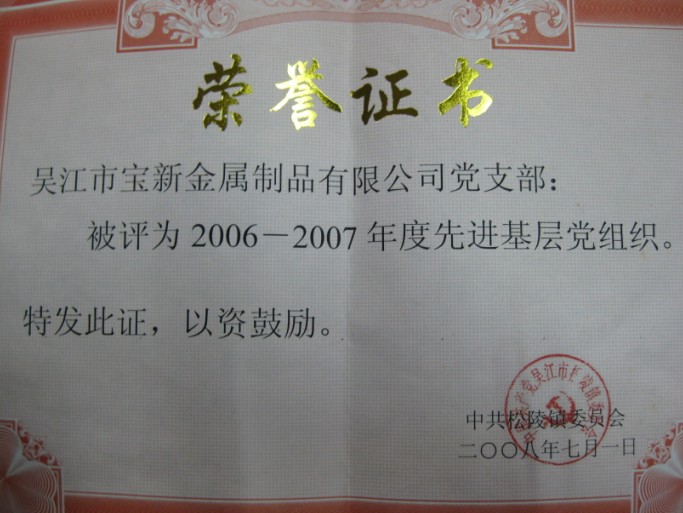 荣誉证书
吴江市宝新金属制品有限公司党支部：
被评为2006－2007年度先进基层党组织。
特发此证，以资鼓励。
中共松陵镇委员会
二〇〇八年七月一日